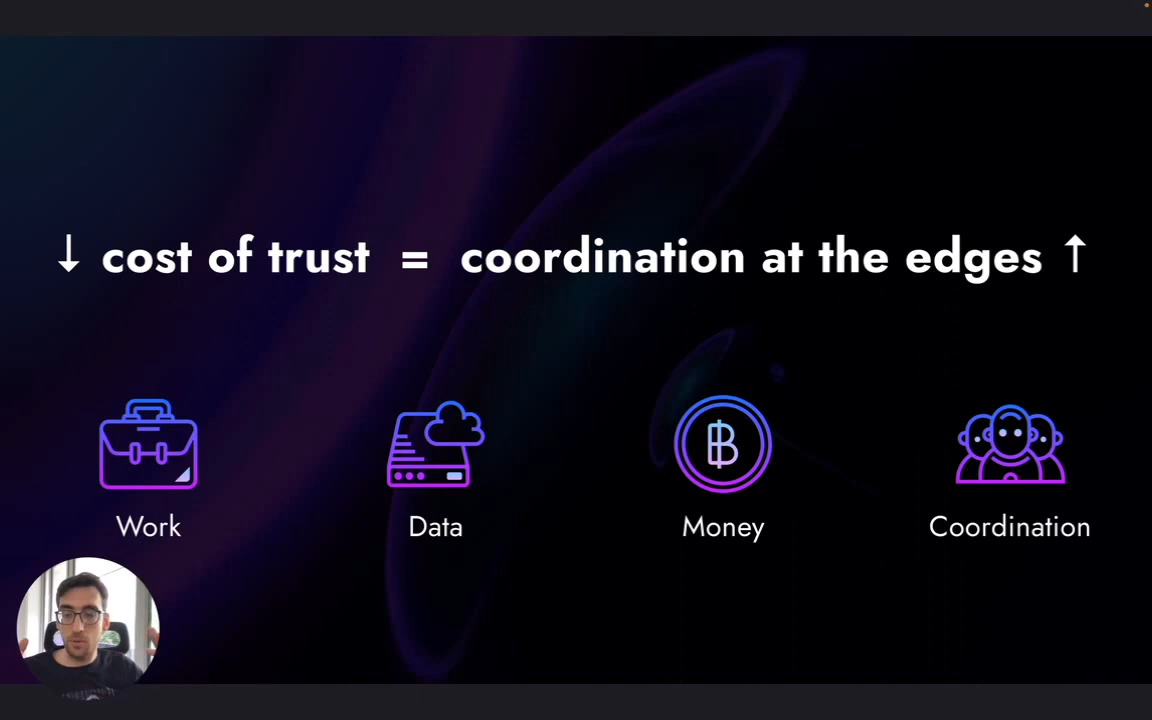 ↓ cost of trust = coordination at the edges ↑
Work
Data
Money
Coordination